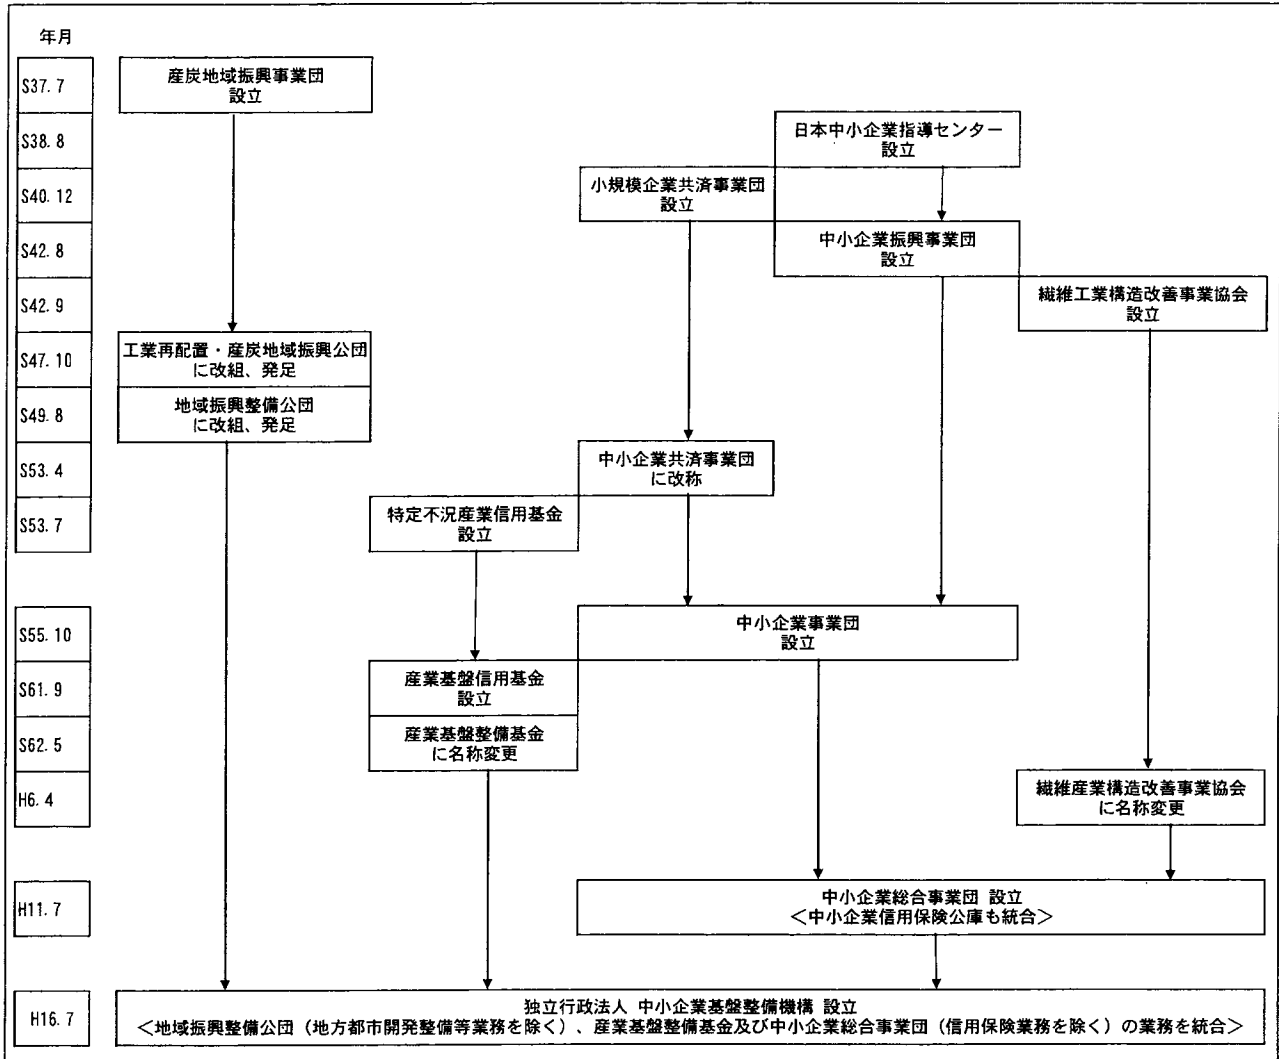 年月
S37. 7
産炭地域振興事業団
設立
S38. 8
日本中小企業指導センター
設立
S40. 12
小規模企業共済事業団
設立
S42. 8
中小企業振興事業団
設立
S42. 9
繊維工業構造改善事業協会
設立
S47. 10
工業再配置・産炭地域振興公団
に改組、発足
S49. 8
地域振興整備公団
に改組、発足
S53. 4
中小企業共済事業団
に改称
S53. 7
特定不況産業信用基金
設立
S55. 10
中小企業事業団
設立
S61. 9
産業基盤信用基金
設立
S62. 5
産業基盤整備基金
に名称変更
H6. 4
繊維産業構造改善事業協会
に名称変更
H11. 7
中小企業総合事業団 設立
＜中小企業信用保険公庫も統合＞
H16. 7
独立行政法人 中小企業基盤整備機構 設立
＜地域振興整備公団（地方都市開発整備等業務を除く）、産業基盤整備基金及び中小企業総合事業団（信用保険業務を除く）の業務を統合＞